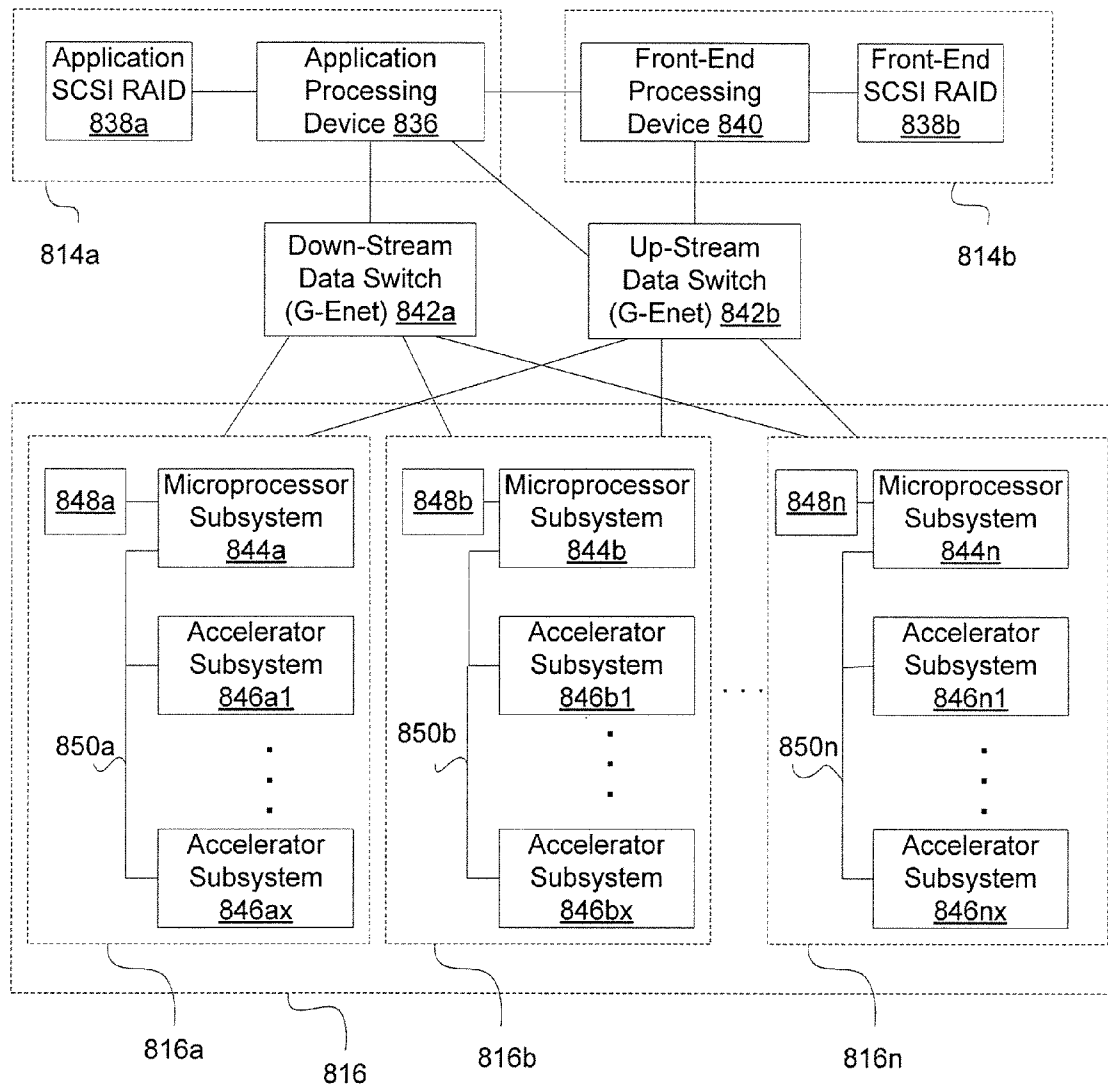 Application
SCSI RAID
838a
Application
Processing
Device 836
Front-End
Processing
Device 840
Front-End
SCSI RAID
838b
814a
814b
Down-Stream
Data Switch
(G-Enet) 842a
Up-Stream
Data Switch
(G-Enet) 842b
848a
Microprocessor
Subsystem
844a
Accelerator
Subsystem
846a1
850a
Accelerator
Subsystem
846ax
848b
Microprocessor
Subsystem
844b
Accelerator
Subsystem
846b1
850b
Accelerator
Subsystem
846bx
848n
Microprocessor
Subsystem
844n
Accelerator
Subsystem
846n1
850n
Accelerator
Subsystem
846nx
816a
816
816b
816n